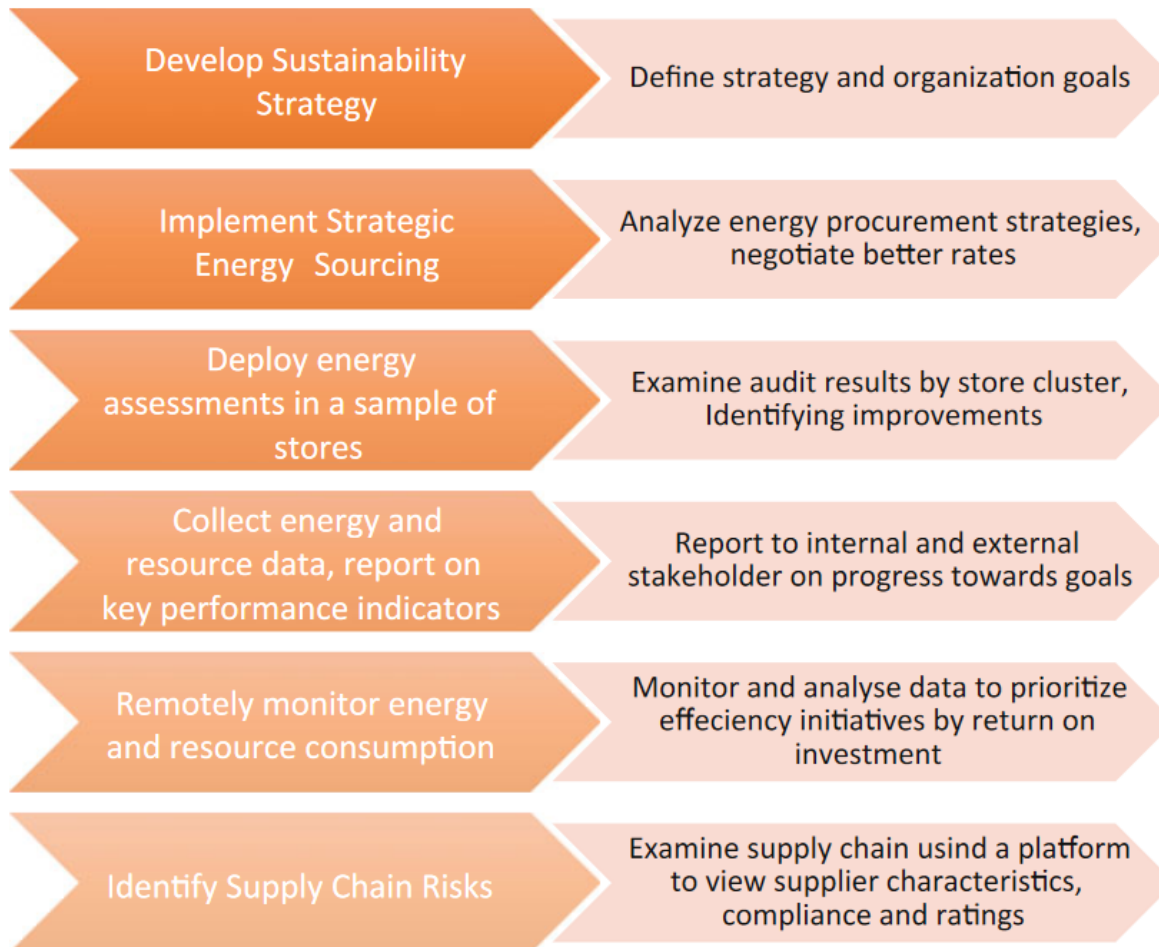 Develop Sustainability
Strategy
Define strategy and organization goals
Implement Strategic
Energy Sourcing
Analyze energy procurement strategies,
negotiate better rates
Deploy energy
assessments in a sample of
stores
Examine audit results by store cluster,
Identifying improvements
Collect energy and
resource data, report on
key performance indicators
Report to internal and external
stakeholder on progress towards goals
Remotely monitor energy
and resource consumption
Monitor and analyse data to prioritize
effeciency initiatives by return on
investment
Identify Supply Chain Risks
Examine supply chain usind a platform
to view supplier characteristics,
compliance and ratings